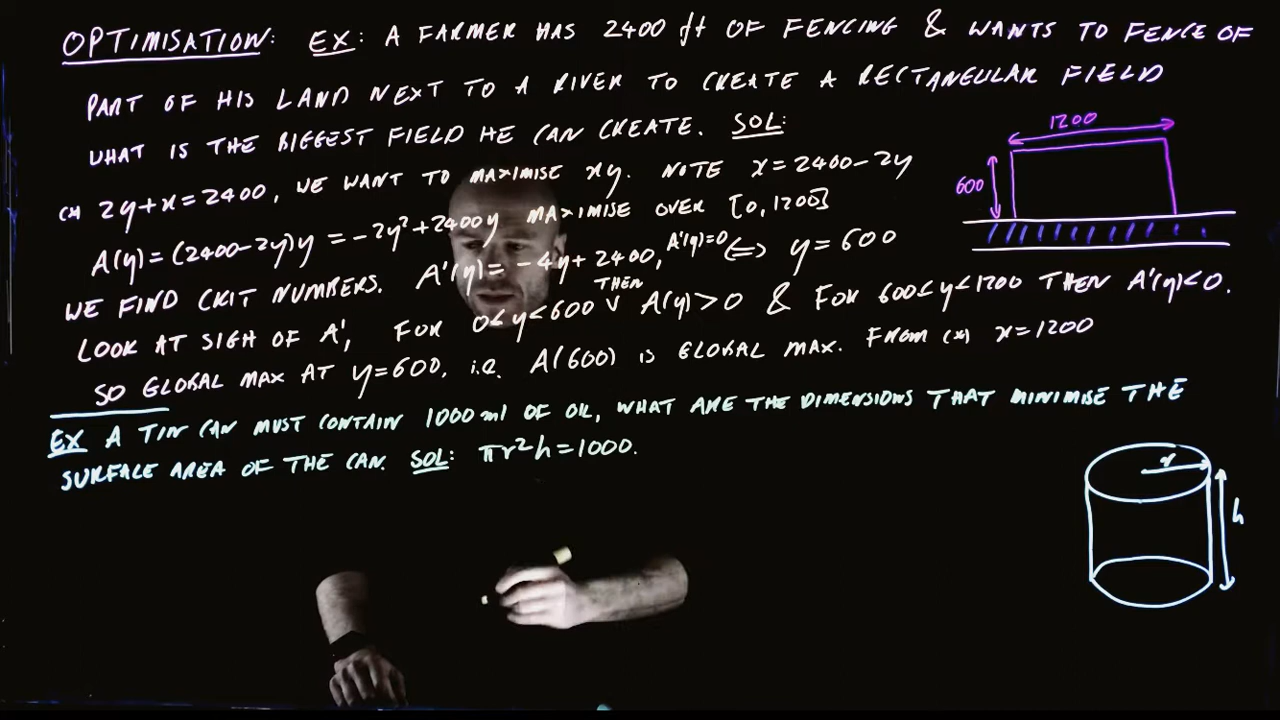 OPTIMISATION: EX: A FARMER HAS 2400 ft OF FENCING & WANTS TO FENCE OF
PART OF HIS LAND NEXT TO A RIVER TO CREATE A RECTANGULAR FIELD
WHAT IS THE BIGGEST FIELD HE CAN CREATE. SOL:
1200
600
(*) 2y+x=2400, WE WANT TO MAXIMISE xy. NOTE x=2400-2y
A(y)=(2400-2y)y=-2y²+2400y MAXIMISE OVER [0,1200]
WE FIND CRIT NUMBERS. A'(y)=-4y+2400, A'(y)=0 ⇔ y=600
LOOK AT SIGN OF A', FOR 0<y<600 ∨ THEN A(y)>0 & FOR 600<y<1200 THEN A'(y)<0.
SO GLOBAL MAX AT y=600, i.e. A(600) IS GLOBAL MAX. FROM (*) x=1200
EX A TIN CAN MUST CONTAIN 1000ml OF OIL, WHAT ARE THE DIMENSIONS THAT MINIMISE THE
SURFACE AREA OF THE CAN. SOL: πr²h=1000.
r
h